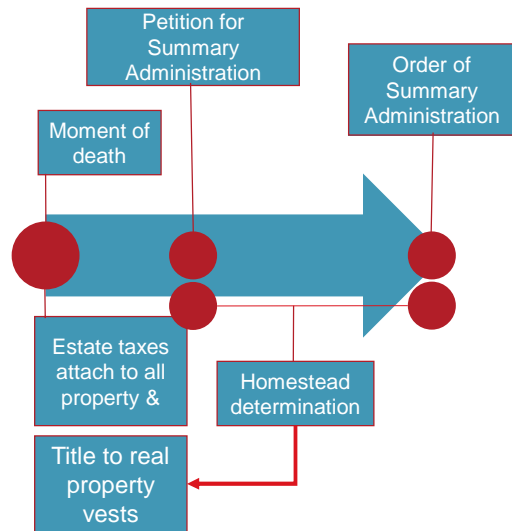 Petition for
Summary
Administration
Order of
Summary
Administration
Moment of
death
Estate taxes
attach to all
property &
Homestead
determination
Title to real
property
vests